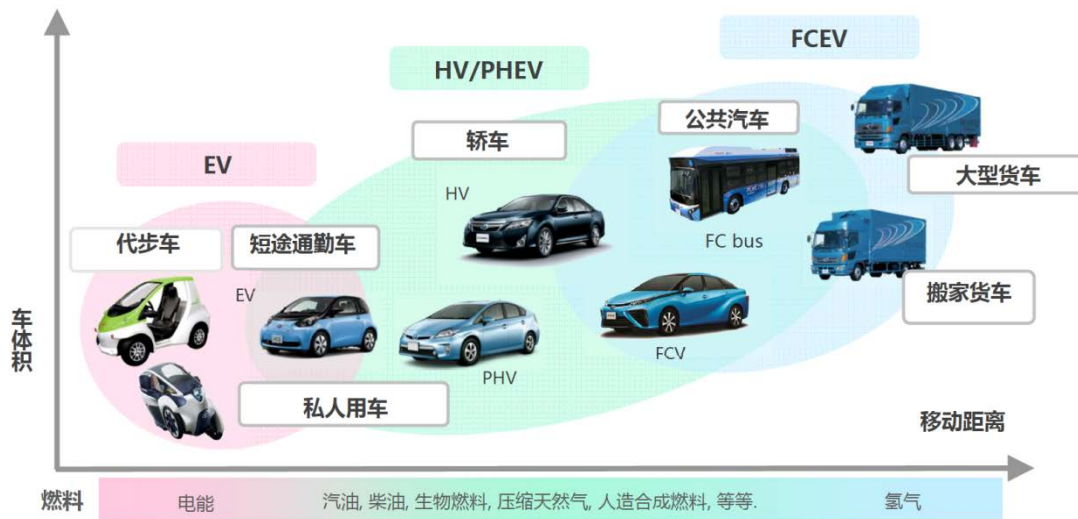 FCEV
HV/PHEV
EV
公共汽车
轿车
大型货车
HV
代步车
短途通勤车
FC bus
搬家货车
EV
车体积
FCV
PHV
私人用车
移动距离
燃料
电能
汽油, 柴油, 生物燃料, 压缩天然气, 人造合成燃料, 等等.
氢气